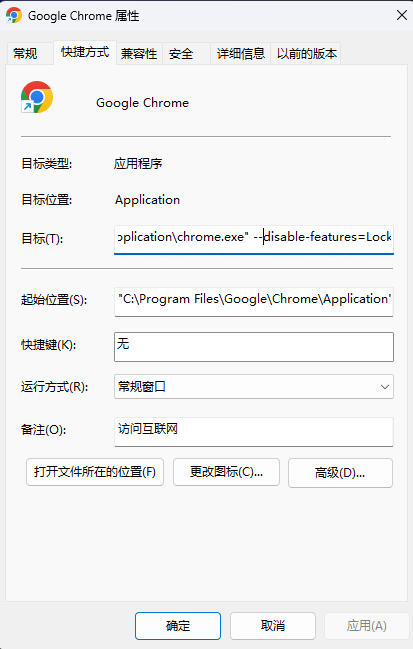 Google Chrome 属性
常规 快捷方式 兼容性 安全 详细信息 以前的版本
Google Chrome
目标类型: 应用程序
目标位置: Application
目标(T): pplication\chrome.exe" --disable-features=Lock
起始位置(S): "C:\Program Files\Google\Chrome\Application"
快捷键(K): 无
运行方式(R): 常规窗口
备注(O): 访问互联网
打开文件所在的位置(F) 更改图标(C)... 高级(D)...
确定 取消 应用(A)